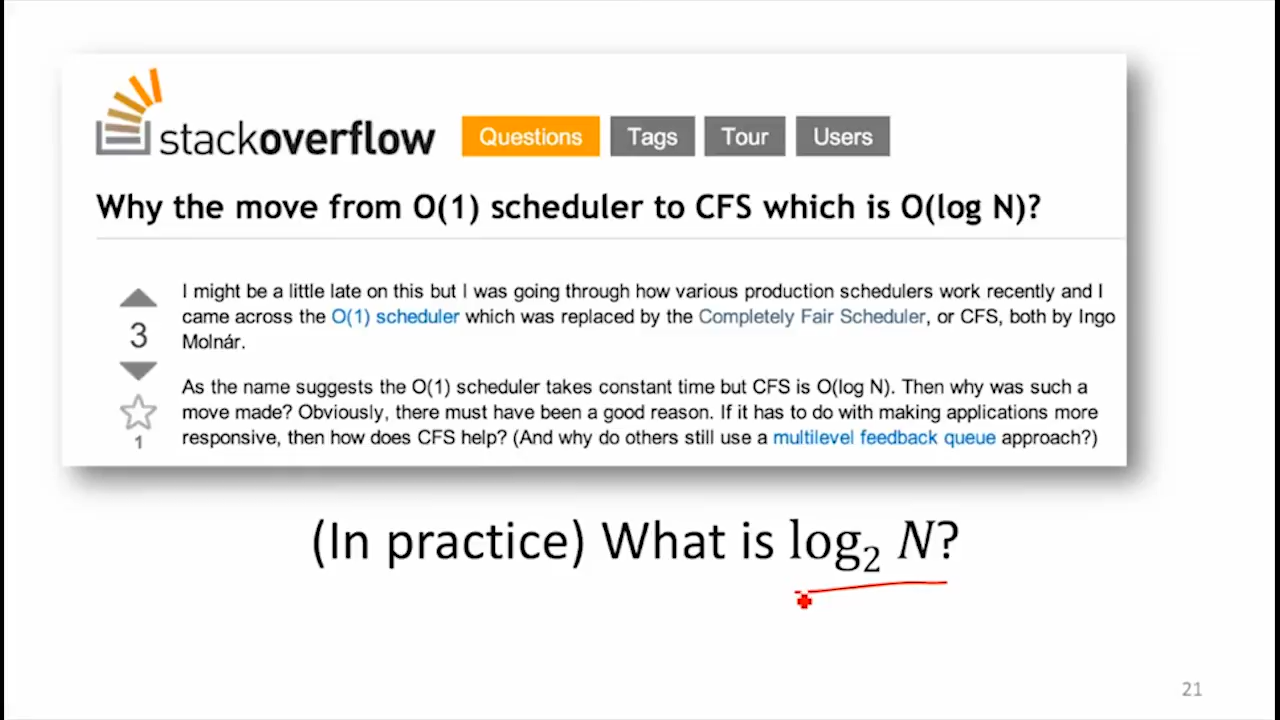 stackoverflow Questions Tags Tour Users
Why the move from O(1) scheduler to CFS which is O(log N)?
I might be a little late on this but I was going through how various production schedulers work recently and I
came across the O(1) scheduler which was replaced by the Completely Fair Scheduler, or CFS, both by Ingo
3
Molnár.
As the name suggests the O(1) scheduler takes constant time but CFS is O(log N). Then why was such a
move made? Obviously, there must have been a good reason. If it has to do with making applications more
responsive, then how does CFS help? (And why do others still use a multilevel feedback queue approach?)
1
(In practice) What is log₂ N?
21